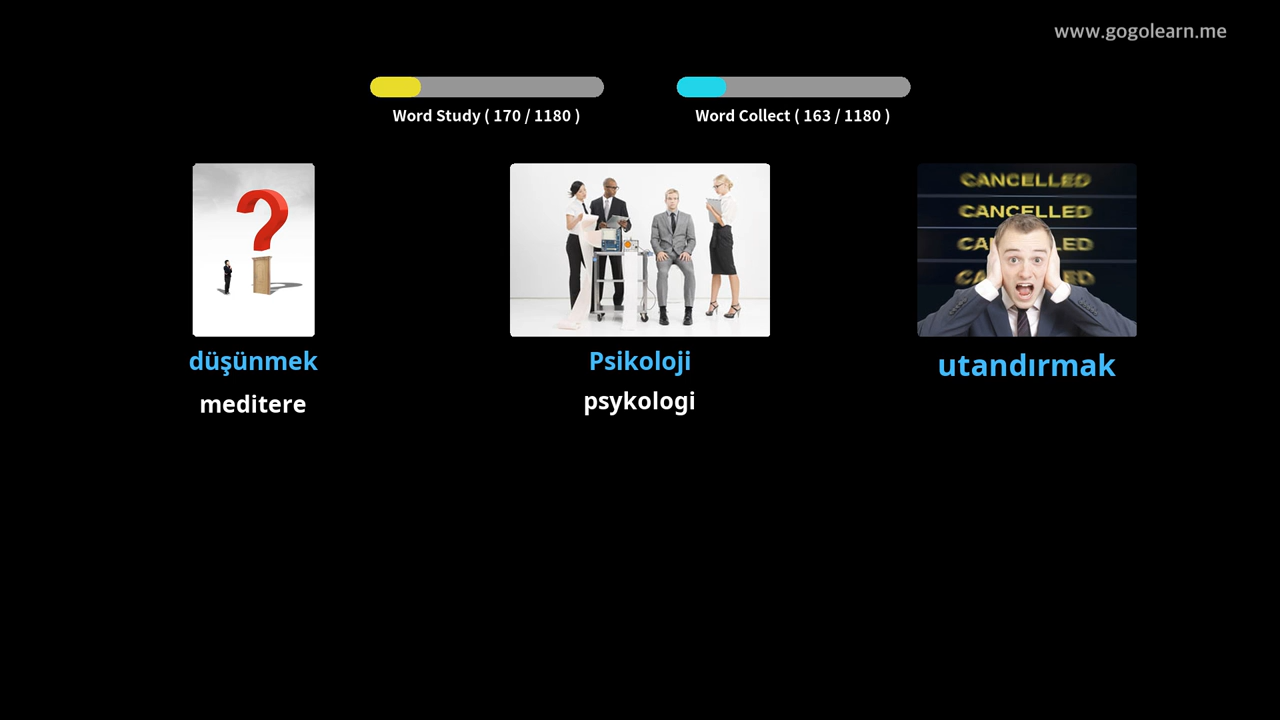 www.gogolearn.me
Word Study ( 170 / 1180 )
Word Collect ( 163 / 1180 )
CANCELLED
CANCELLED
düşünmek
meditere
Psikoloji
psykologi
utandırmak